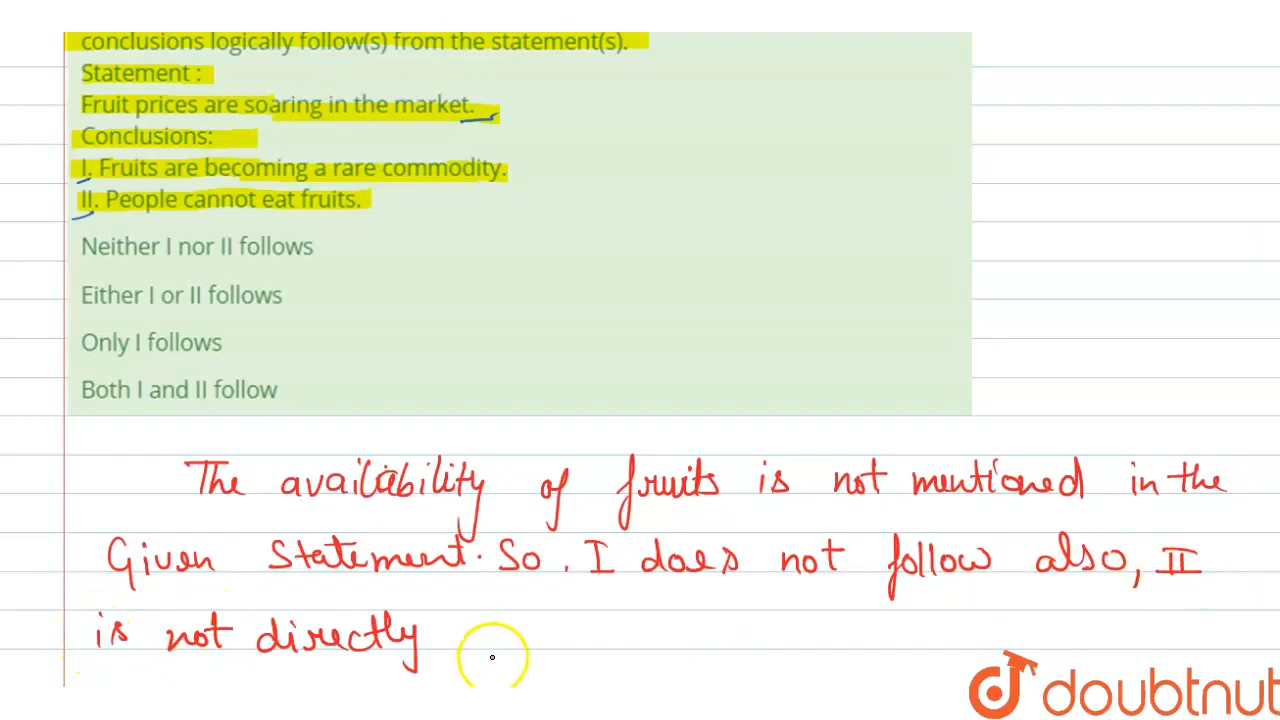 conclusions logically follow(s) from the statement(s).
Statement :
Fruit prices are soaring in the market.
Conclusions:
I. Fruits are becoming a rare commodity.
II. People cannot eat fruits.
Neither I nor II follows
Either I or II follows
Only I follows
Both I and II follow
The availability of fruits is not mentioned in the
Given Statement. So. I does not follow also, II
is not directly
doubtnut